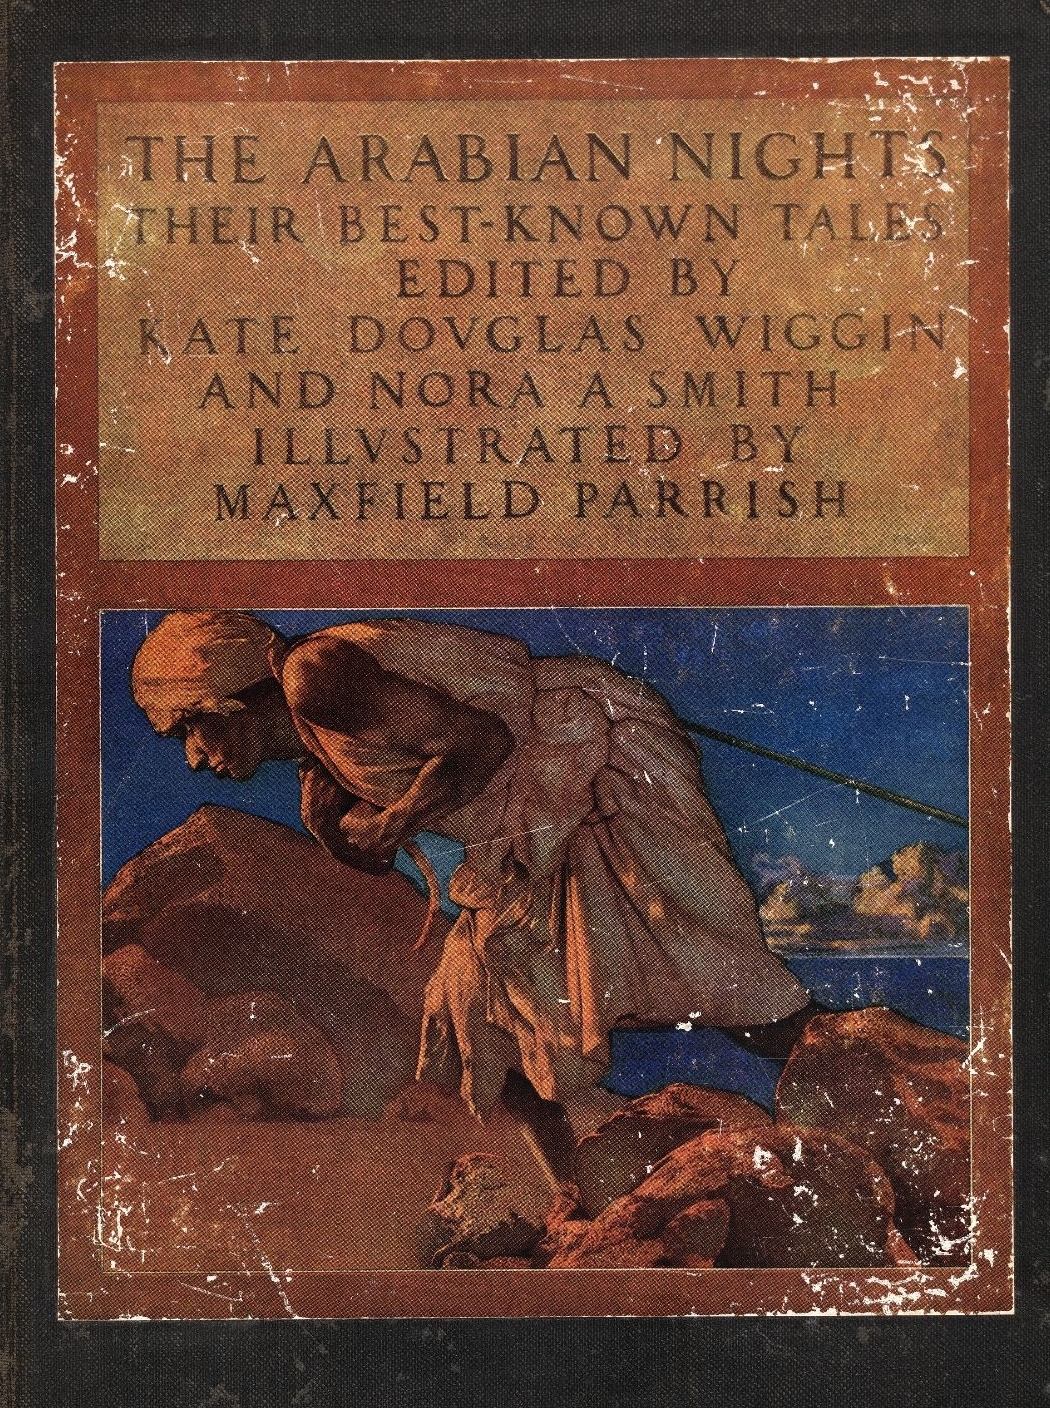 THE ARABIAN NIGHTS
THEIR BEST-KNOWN TALES
EDITED BY
KATE DOVGLAS WIGGIN
AND NORA A SMITH
ILLVSTRATED BY
MAXFIELD PARRISH